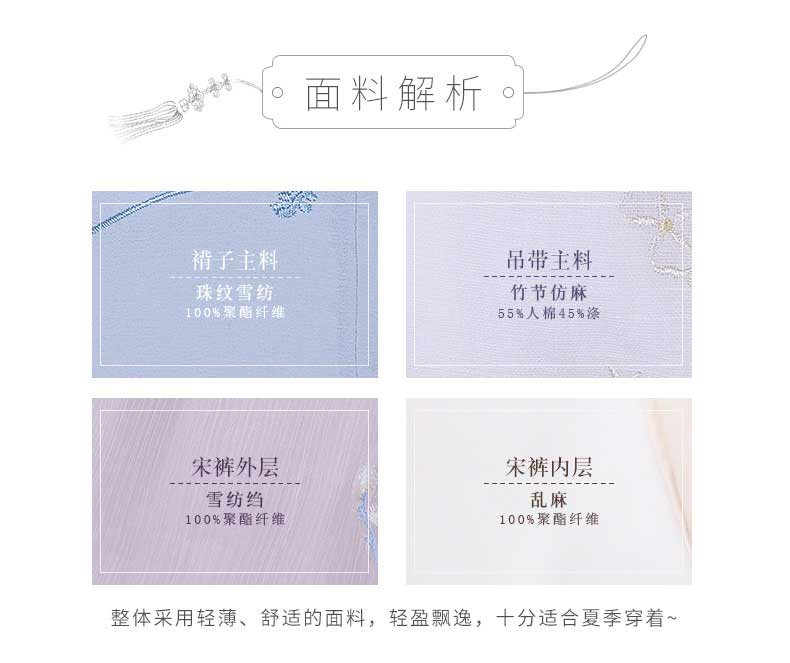 面料解析
褙子主料
珠纹雪纺
100%聚酯纤维
吊带主料
竹节仿麻
55%人棉45%涤
宋裤外层
雪纺绉
100%聚酯纤维
宋裤内层
乱麻
100%聚酯纤维
整体采用轻薄、舒适的面料，轻盈飘逸，十分适合夏季穿着~